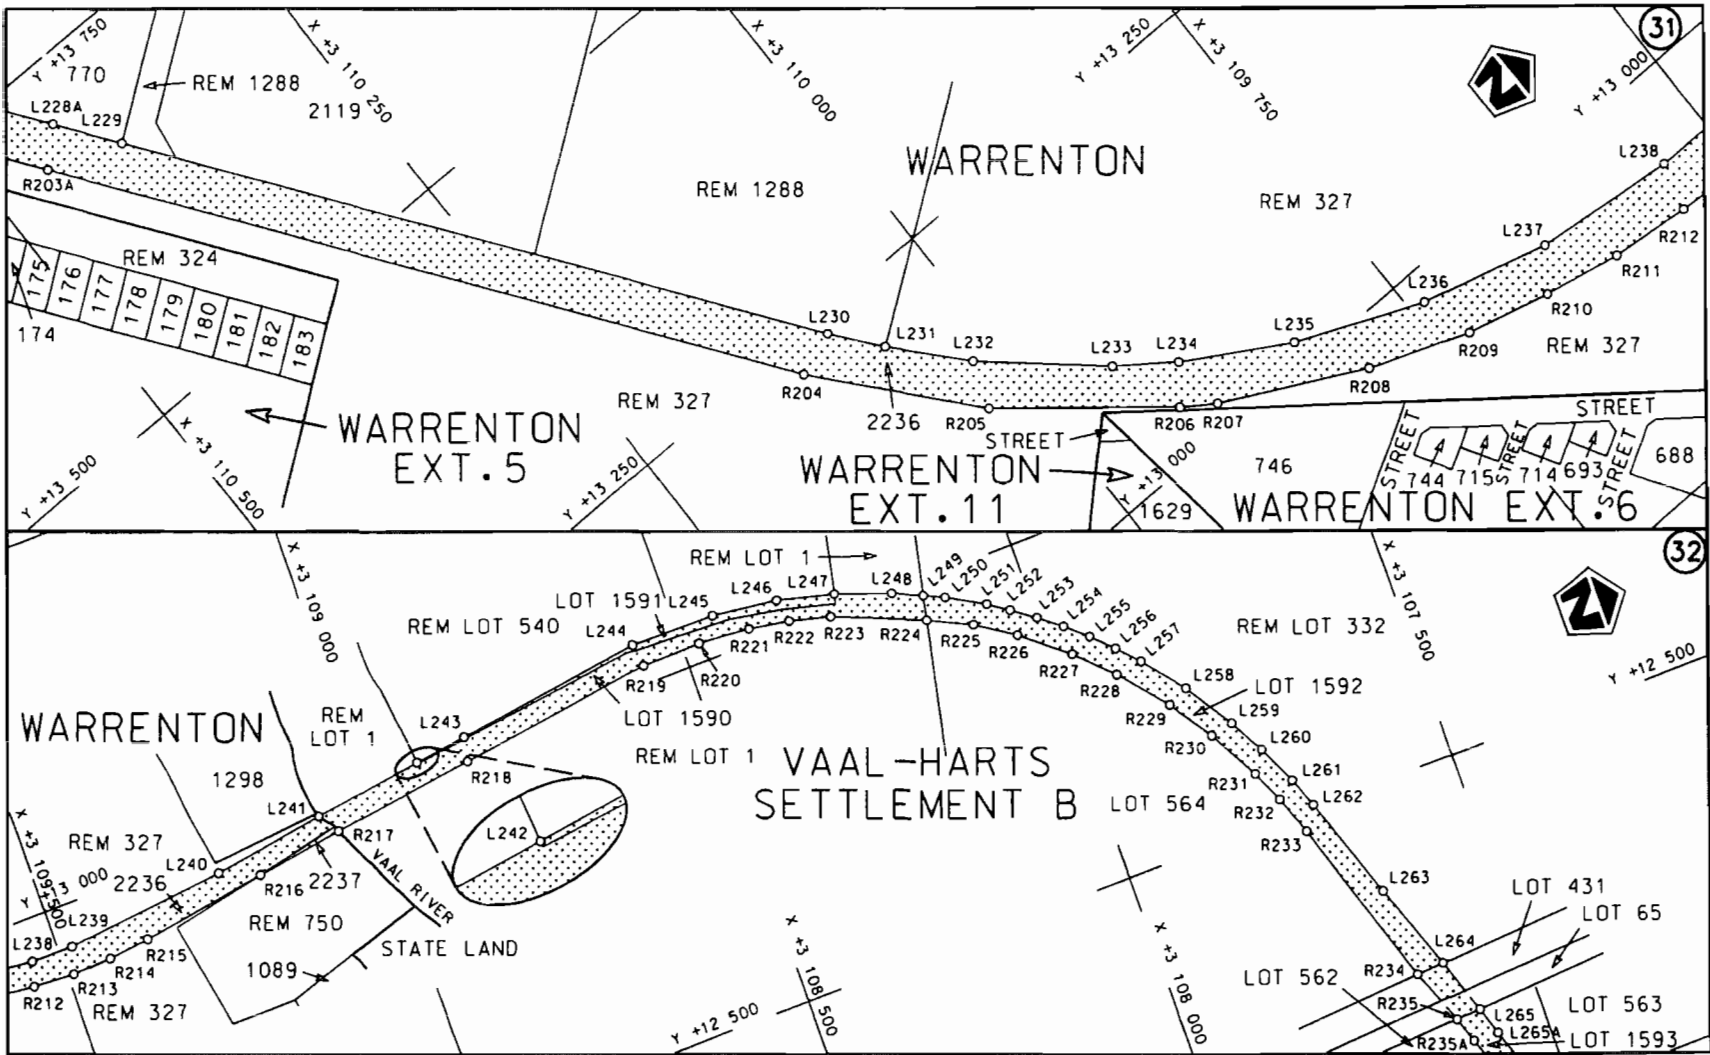 31
Y +13 750
770
REM 1288
2119
X +3 110 250
X +3 110 000
Y +13 250
X +3 109 750
Y +13 000
L228A
L229
R203A
WARRENTON
REM 1288
REM 327
L238
L237
R212
R211
L236
R210
REM 324
175
176
177
178
179
180
181
182
183
174
L230
L231
L232
L233
L234
L235
R209
REM 327
R204
R208
REM 327
2236
R205
R206
R207
STREET
WARRENTON
EXT.5
WARRENTON
EXT.11
Y +13 000
1629
746
STREET
STREET
STREET
STREET
744
715
714
693
688
WARRENTON EXT.6
X +3 110 500
Y +13 500
Y +13 250
32
X +3 109 000
REM LOT 1
L249
L250
L251
L252
L253
L254
L255
L256
L257
L248
L247
L246
L245
LOT 1591
L244
REM LOT 540
REM LOT 332
X +3 107 500
Y +12 500
R219
R220
R221
R222
R223
R224
R225
R226
R227
R228
R229
R230
R231
R232
R233
L258
LOT 1592
L259
L260
L261
L262
LOT 1590
REM LOT 1
VAAL-HARTS
SETTLEMENT B
LOT 564
WARRENTON
REM
LOT 1
L243
R218
L242
1298
L241
R217
VAAL RIVER
REM 327
L240
2236
R216
2237
X +3 109 500
Y +13 000
L239
L238
REM 750
STATE LAND
1089
R215
R214
R213
R212
REM 327
L263
LOT 431
LOT 65
L264
R234
LOT 562
R235
L265
LOT 563
L265A
R235A
LOT 1593
X +3 108 500
Y +12 500
X +3 108 000